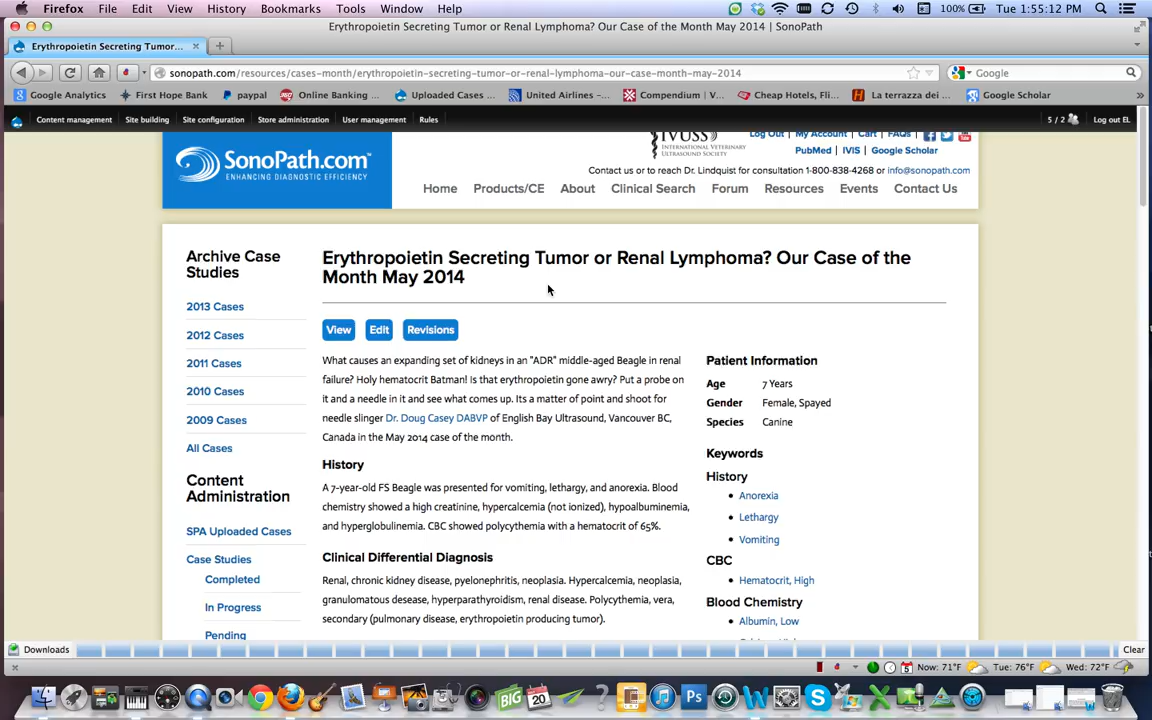 Firefox File Edit View History Bookmarks Tools Window Help 100% Tue 1:55:12 PM
Erythropoietin Secreting Tumor or Renal Lymphoma? Our Case of the Month May 2014 | SonoPath
Erythropoietin Secreting Tumor...
sonopath.com/resources/cases-month/erythropoietin-secreting-tumor-or-renal-lymphoma-our-case-month-may-2014
Google
Google Analytics First Hope Bank paypal Online Banking ... Uploaded Cases ... United Airlines -... Compendium | V... Cheap Hotels, Fli... La terrazza dei ... Google Scholar
Content management Site building Site configuration Store administration User management Rules 5 / 2 Log out EL
IVUSS
INTERNATIONAL VETERINARY
ULTRASOUND SOCIETY
Log Out | My Account | Cart | FAQs |
PubMed | IVIS | Google Scholar
SonoPath.com
ENHANCING DIAGNOSTIC EFFICIENCY
Contact us or to reach Dr. Lindquist for consultation 1-800-838-4268 or info@sonopath.com
Home Products/CE About Clinical Search Forum Resources Events Contact Us
Archive Case
Studies
2013 Cases
2012 Cases
2011 Cases
2010 Cases
2009 Cases
All Cases
Content
Administration
SPA Uploaded Cases
Case Studies
Completed
In Progress
Pending
Erythropoietin Secreting Tumor or Renal Lymphoma? Our Case of the
Month May 2014
View Edit Revisions
What causes an expanding set of kidneys in an "ADR" middle-aged Beagle in renal
failure? Holy hematocrit Batman! Is that erythropoietin gone awry? Put a probe on
it and a needle in it and see what comes up. Its a matter of point and shoot for
needle slinger Dr. Doug Casey DABVP of English Bay Ultrasound, Vancouver BC,
Canada in the May 2014 case of the month.
History
A 7-year-old FS Beagle was presented for vomiting, lethargy, and anorexia. Blood
chemistry showed a high creatinine, hypercalcemia (not ionized), hypoalbuminemia,
and hyperglobulinemia. CBC showed polycythemia with a hematocrit of 65%.
Clinical Differential Diagnosis
Renal, chronic kidney disease, pyelonephritis, neoplasia. Hypercalcemia, neoplasia,
granulomatous desease, hyperparathyroidism, renal disease. Polycythemia, vera,
secondary (pulmonary disease, erythropoietin producing tumor).
Patient Information
Age 7 Years
Gender Female, Spayed
Species Canine
Keywords
History
Anorexia
Lethargy
Vomiting
CBC
Hematocrit, High
Blood Chemistry
Albumin, Low
Downloads Clear
Now: 71°F Tue: 76°F Wed: 72°F